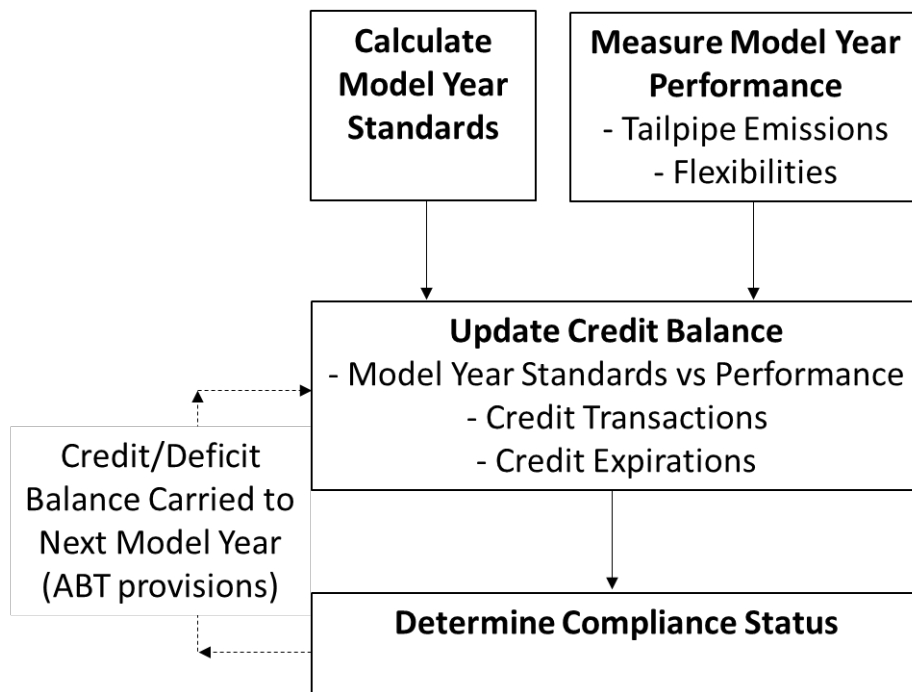 Calculate
Model Year
Standards
Measure Model Year
Performance
- Tailpipe Emissions
- Flexibilities
Update Credit Balance
- Model Year Standards vs Performance
- Credit Transactions
- Credit Expirations
Credit/Deficit
Balance Carried to
Next Model Year
(ABT provisions)
Determine Compliance Status